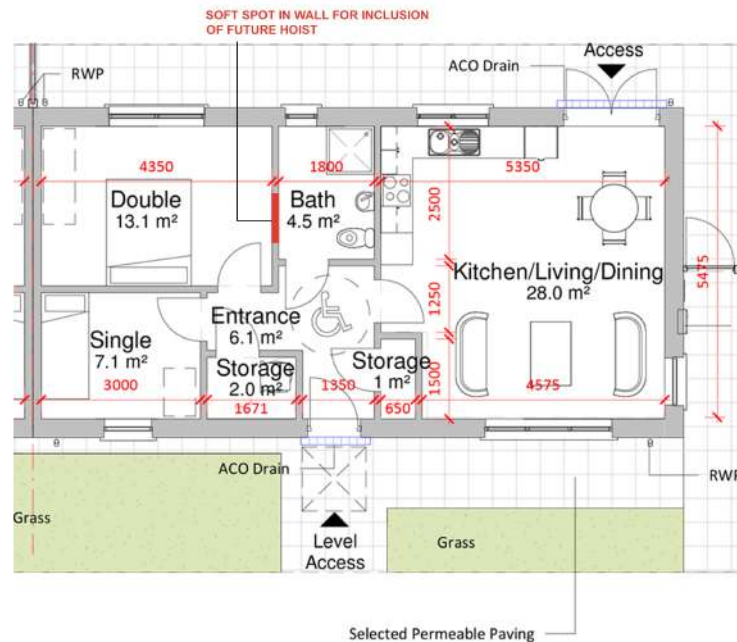 SOFT SPOT IN WALL FOR INCLUSION
OF FUTURE HOIST
RWP
ACO Drain
Access
4350
1800
5350
Double
13.1 m²
Bath
4.5 m²
2500
Kitchen/Living/Dining
28.0 m²
5475
1250
Entrance
6.1 m²
Single
7.1 m²
Storage
2.0 m²
Storage
1 m²
1500
3000
1671
1350
650
4575
ACO Drain
RWP
Grass
Level
Access
Grass
Selected Permeable Paving